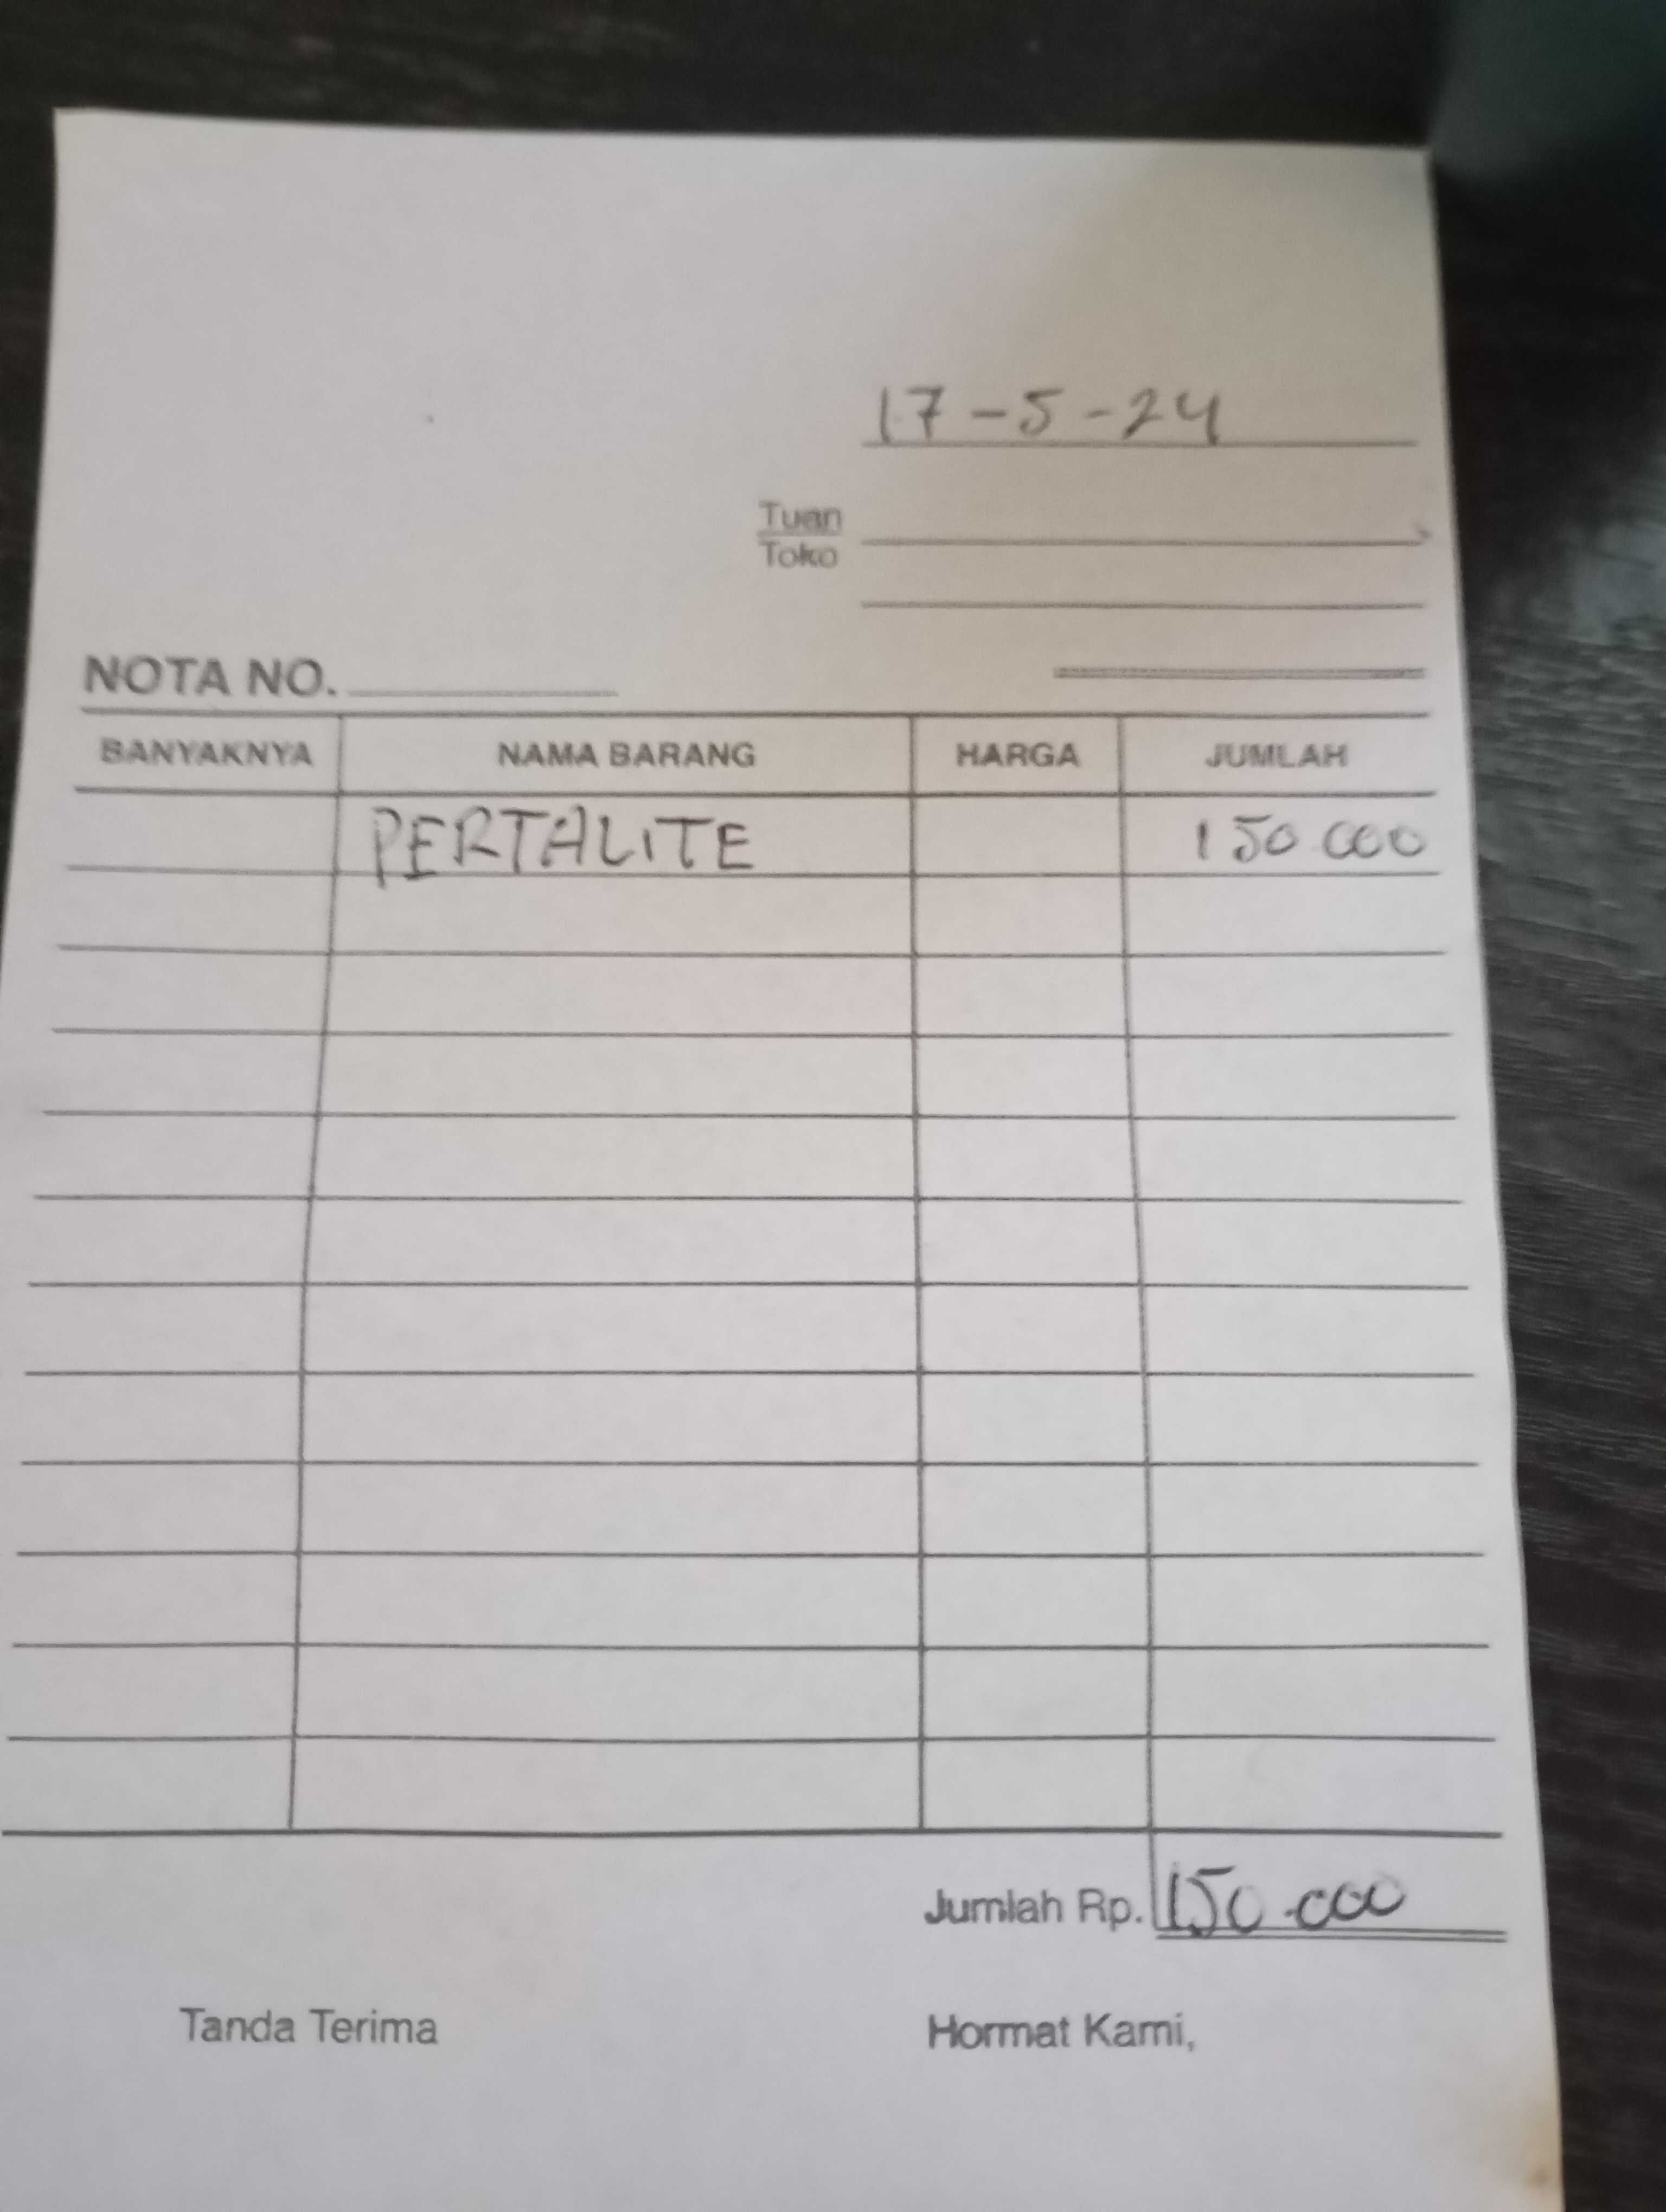 17-5-24
Tuan
Toko
NOTA NO.
BANYAKNYA NAMA BARANG HARGA JUMLAH
PERTALITE 150.000
Jumlah Rp. 150.000
Tanda Terima Hormat Kami,